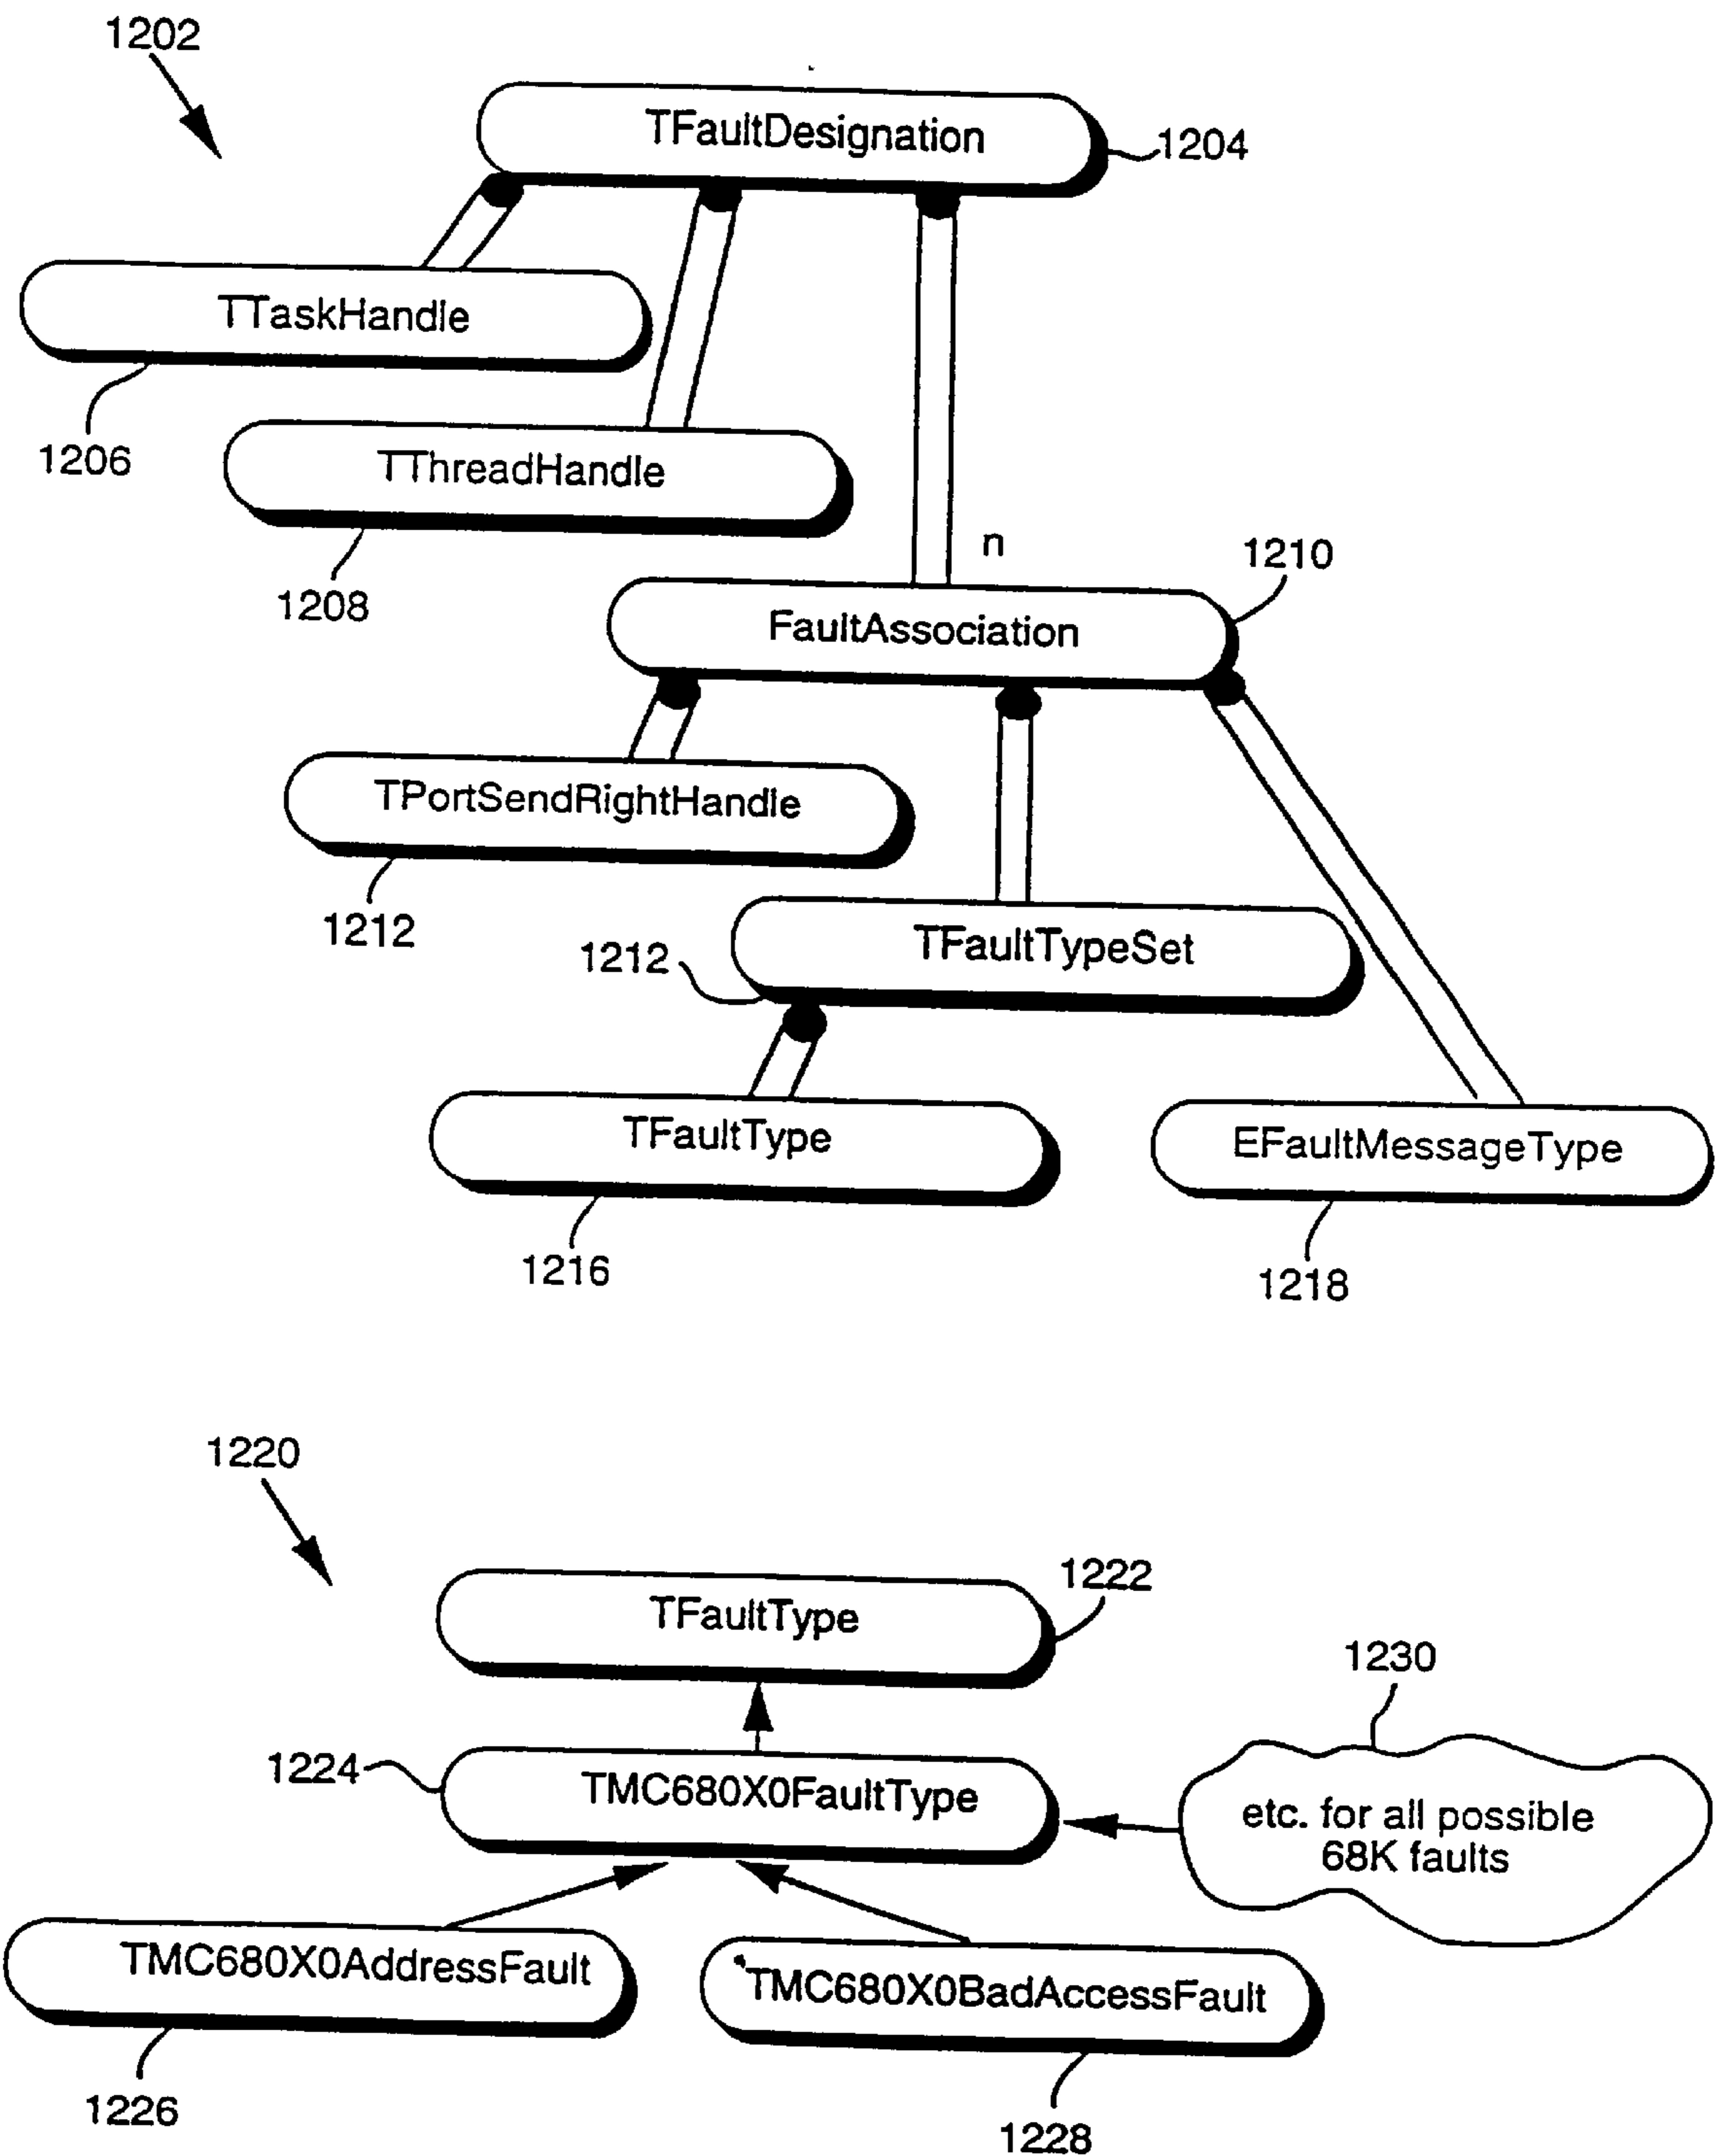 1202
TFaultDesignation
1204
TTaskHandle
1206
TThreadHandle
1208
n
1210
FaultAssociation
TPortSendRightHandle
1212
TFaultTypeSet
1212
TFaultType
EFaultMessageType
1216
1218
1220
TFaultType
1222
1230
1224
TMC680X0FaultType
etc. for all possible
68K faults
TMC680X0AddressFault
TMC680X0BadAccessFault
1226
1228